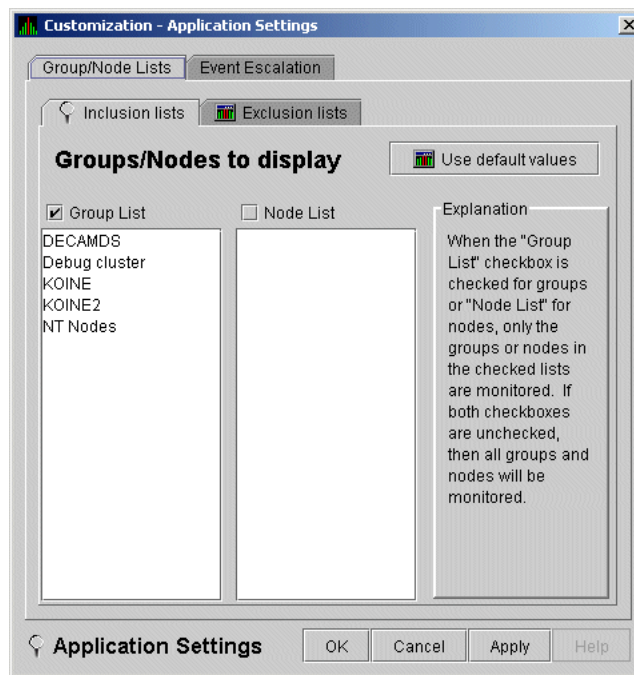 Customization - Application Settings
Group/Node Lists Event Escalation
Inclusion lists Exclusion lists
Groups/Nodes to display Use default values
Group List Node List Explanation
DECAMDS
Debug cluster
KOINE
KOINE2
NT Nodes
When the "Group
List" checkbox is
checked for groups
or "Node List" for
nodes, only the
groups or nodes in
the checked lists
are monitored. If
both checkboxes
are unchecked,
then all groups and
nodes will be
monitored.
Application Settings OK Cancel Apply Help